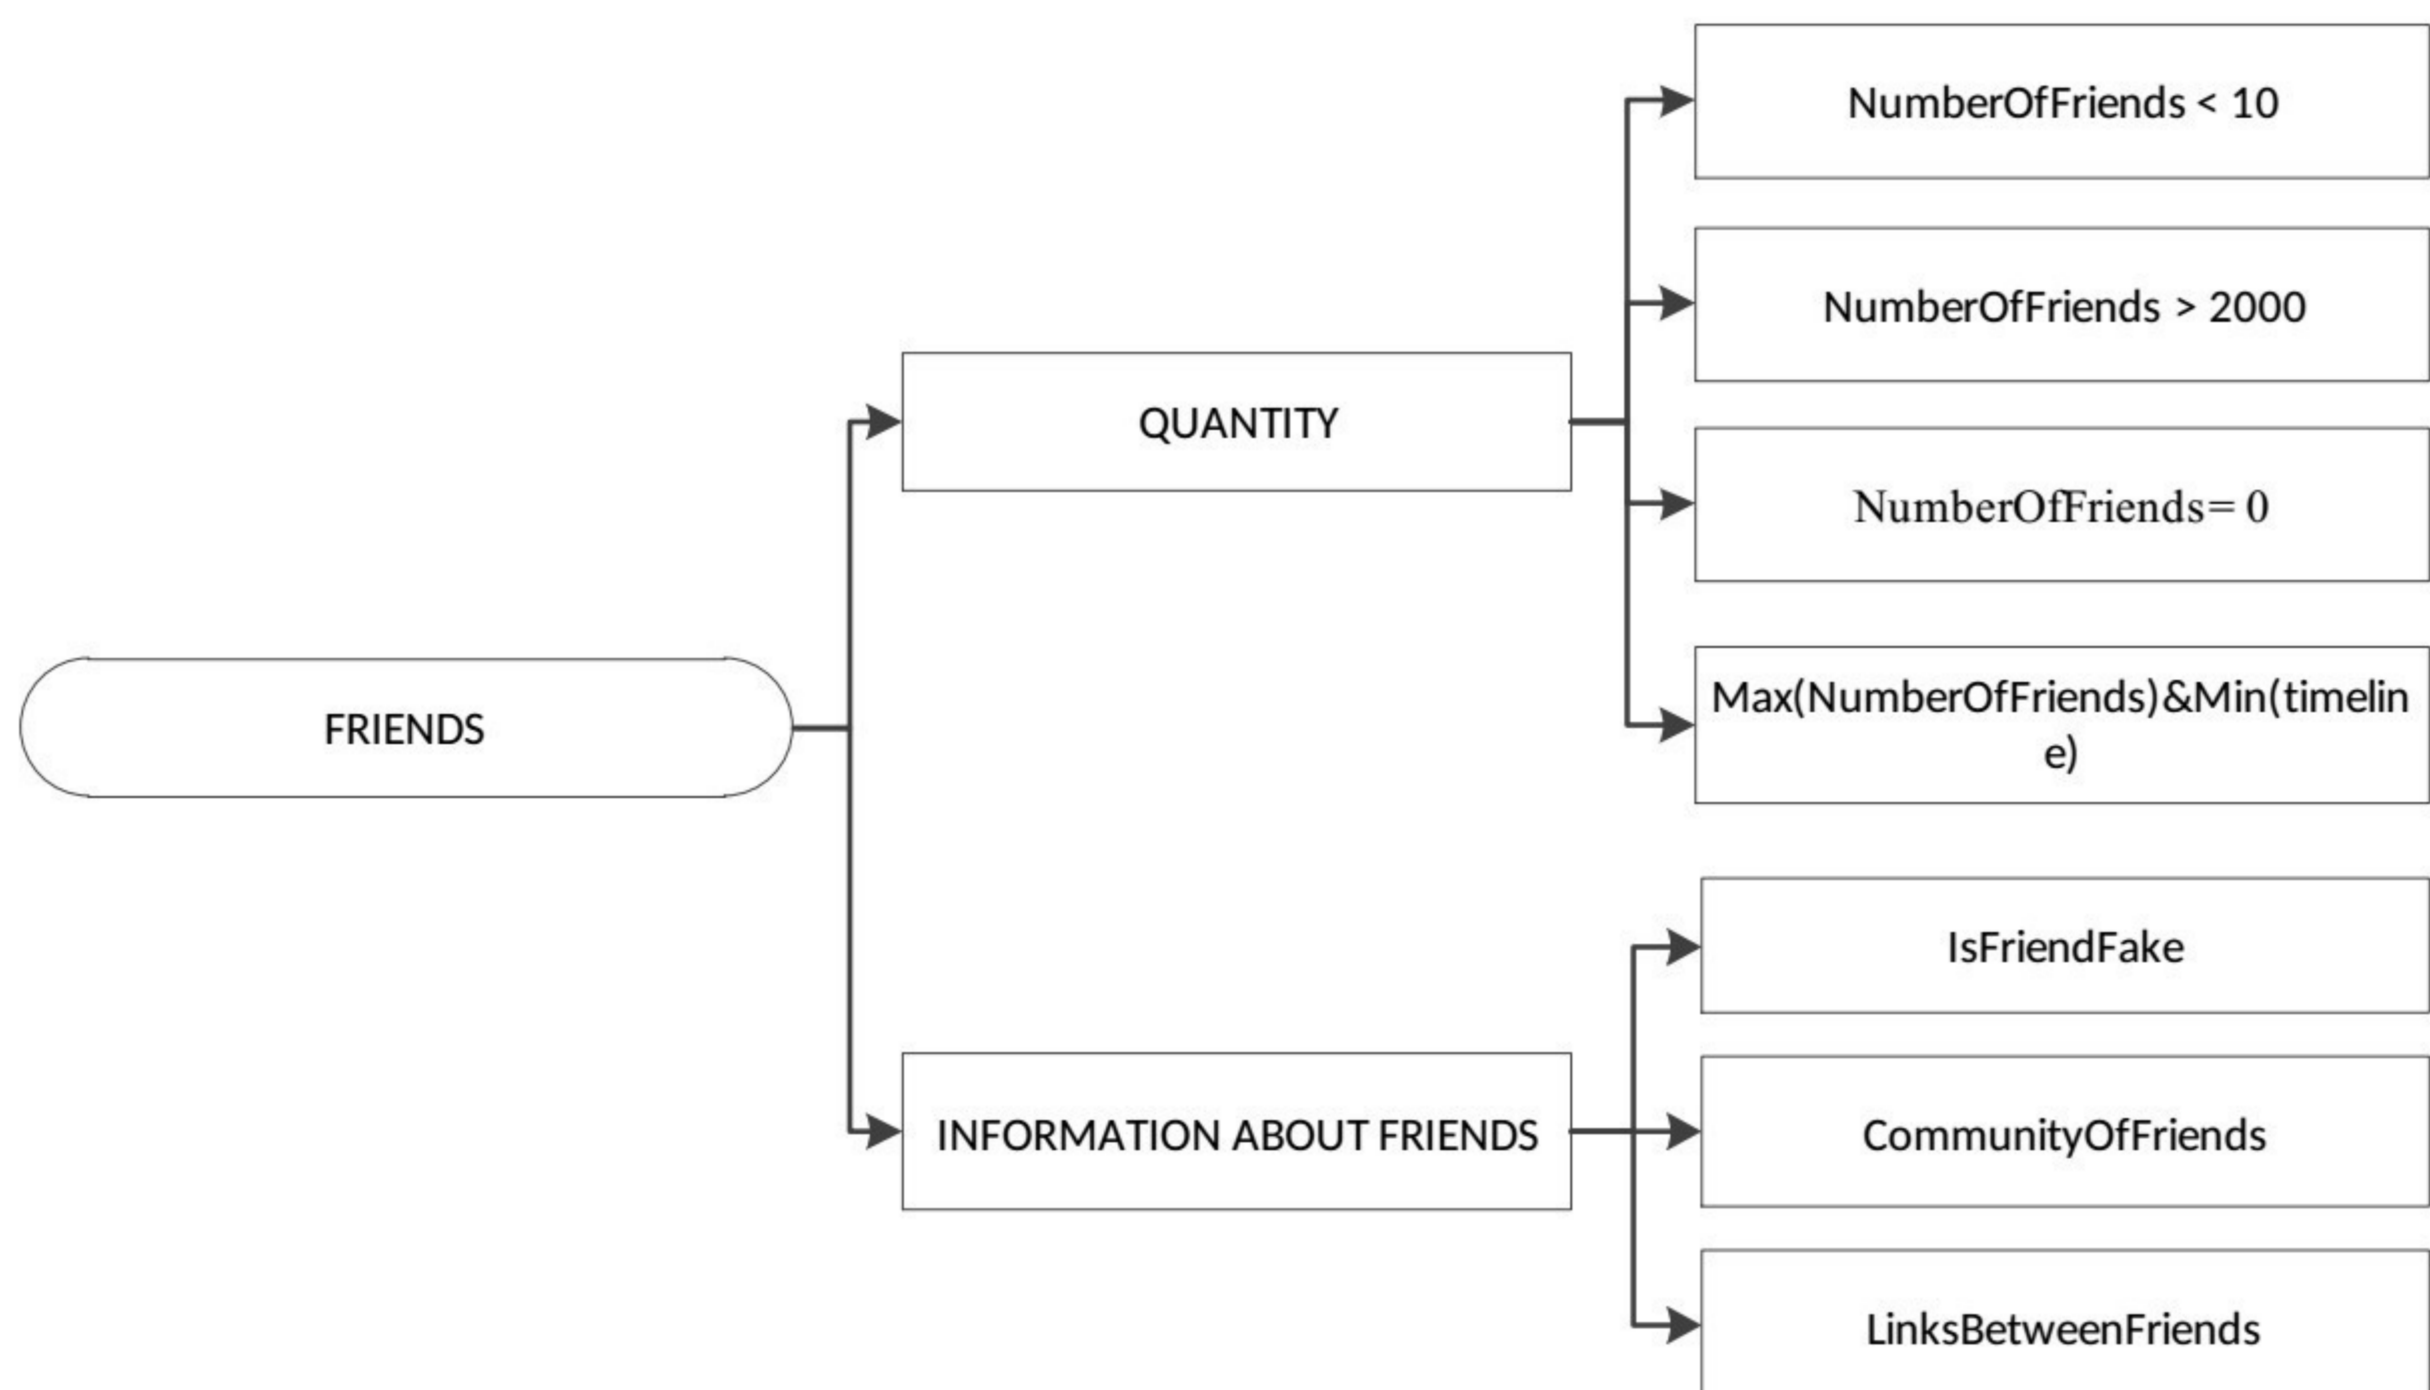 NumberOfFriends < 10
NumberOfFriends > 2000
QUANTITY
NumberOfFriends= 0
Max(NumberOfFriends)&Min(timelin
e)
FRIENDS
IsFriendFake
INFORMATION ABOUT FRIENDS
CommunityOfFriends
LinksBetweenFriends